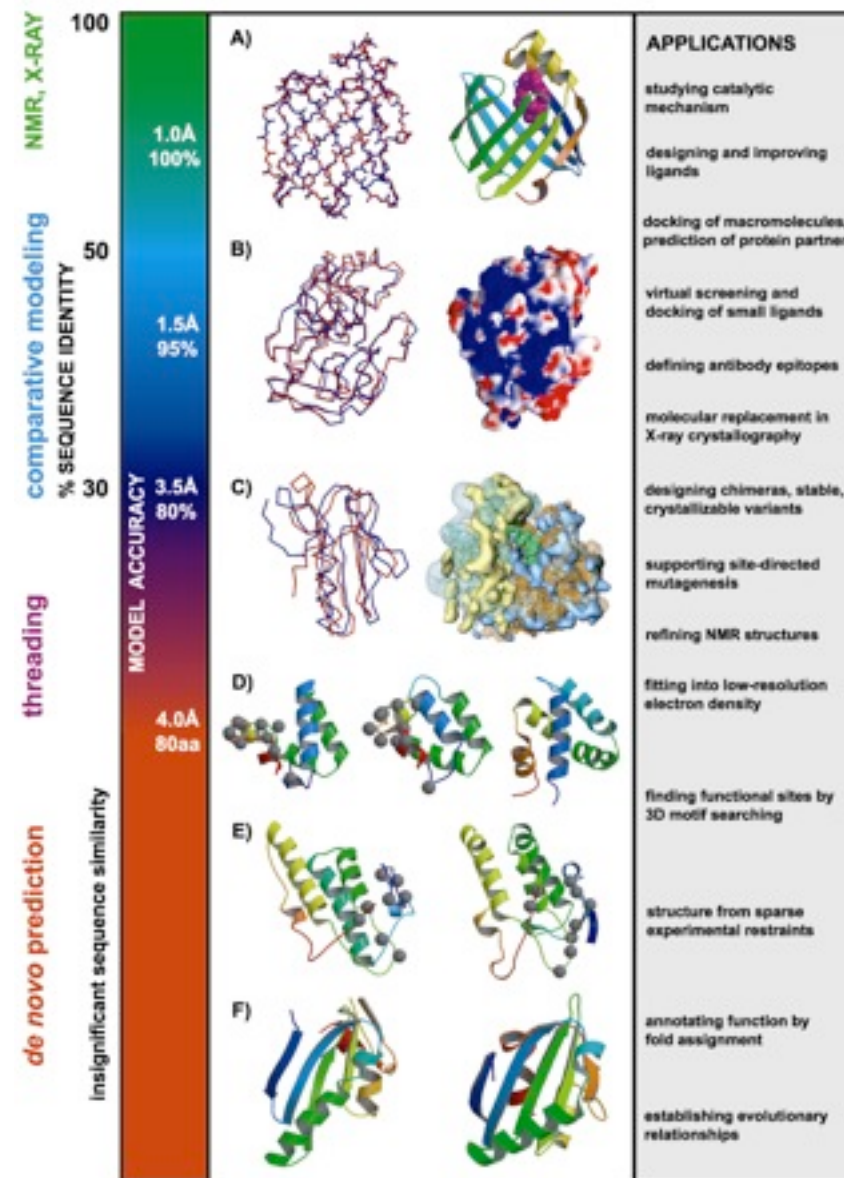 NMR, X-RAY
comparative modeling
threading
de novo prediction
% SEQUENCE IDENTITY
insignificant sequence similarity
100
50
30
MODEL ACCURACY
1.0Å
100%
1.5Å
95%
3.5Å
80%
4.0Å
80aa
A)
B)
C)
D)
E)
F)
APPLICATIONS
studying catalytic
mechanism
designing and improving
ligands
docking of macromolecules,
prediction of protein partner
virtual screening and
docking of small ligands
defining antibody epitopes
molecular replacement in
X-ray crystallography
designing chimeras, stable,
crystallizable variants
supporting site-directed
mutagenesis
refining NMR structures
fitting into low-resolution
electron density
finding functional sites by
3D motif searching
structure from sparse
experimental restraints
annotating function by
fold assignment
establishing evolutionary
relationships